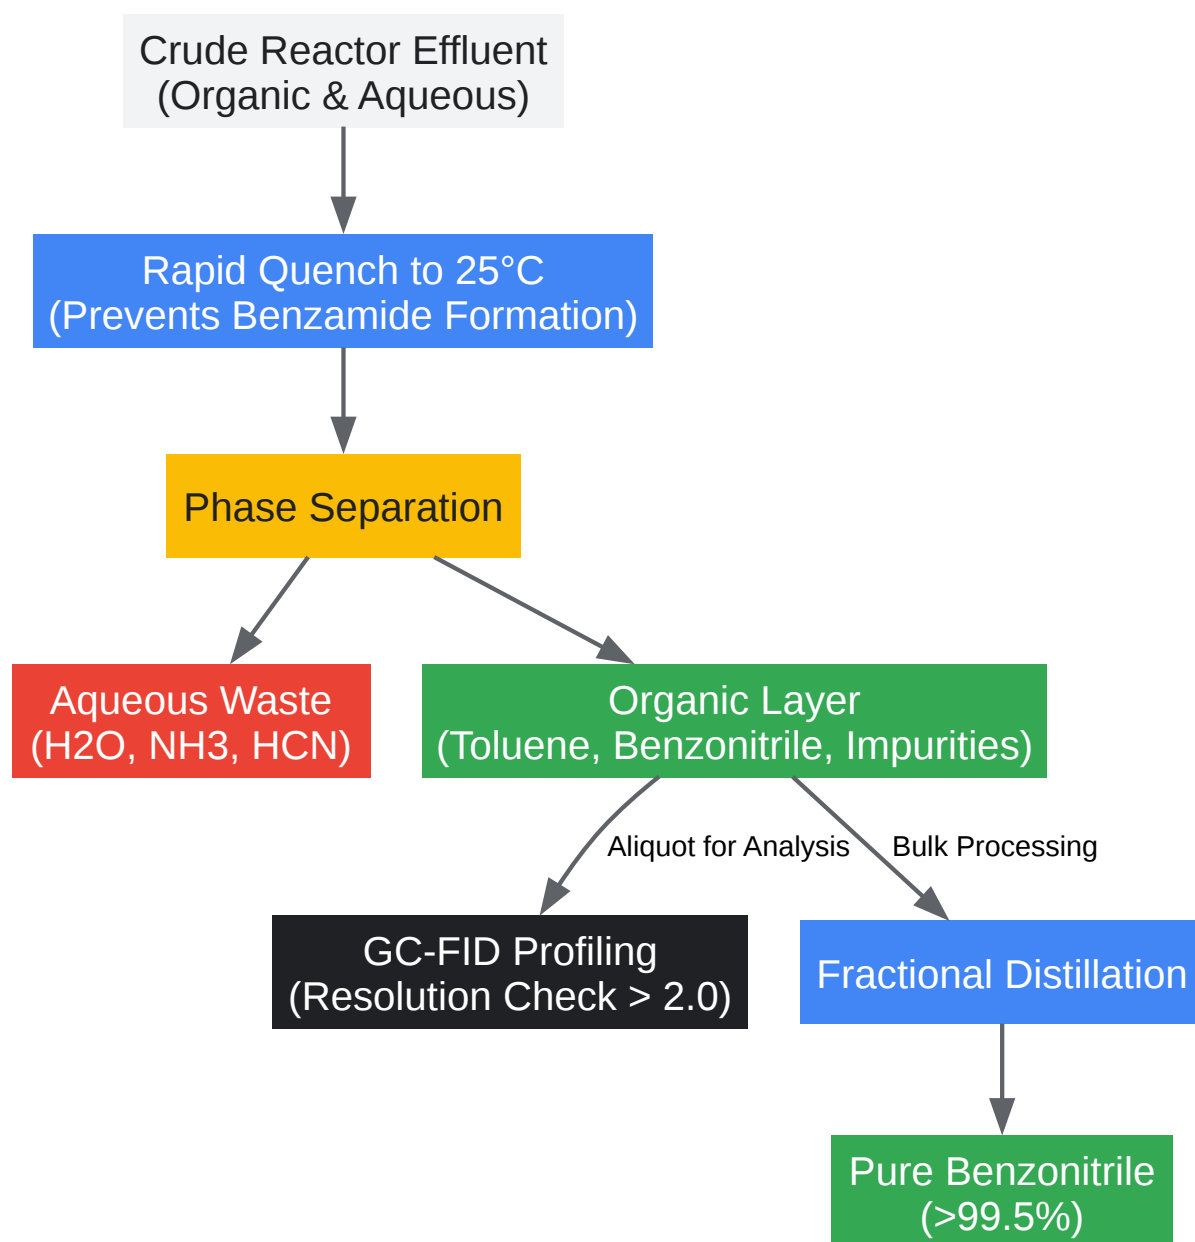 Crude Reactor Effluent
(Organic & Aqueous)
Rapid Quench to 25°C
(Prevents Benzamide Formation)
Phase Separation
Aqueous Waste
(H2O, NH3, HCN)
Organic Layer
(Toluene, Benzonitrile, Impurities)
Aliquot for Analysis
Bulk Processing
GC-FID Profiling
(Resolution Check > 2.0)
Fractional Distillation
Pure Benzonitrile
(>99.5%)